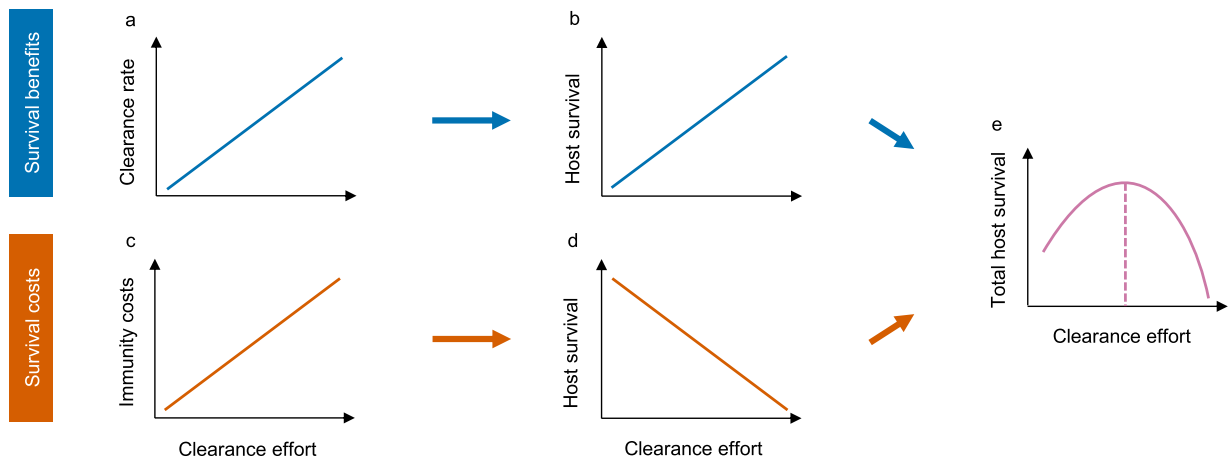 Survival benefits
a
Clearance rate
b
Host survival
Survival costs
c
Immunity costs
Clearance effort
d
Host survival
Clearance effort
e
Total host survival
Clearance effort